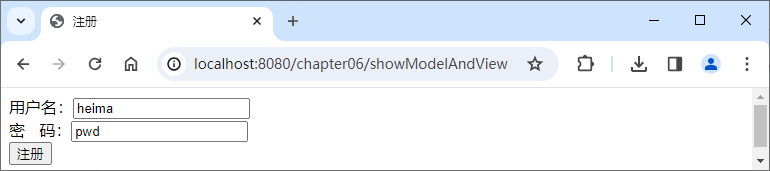 注册
localhost:8080/chapter06/showModelAndView
用户名：heima
密 码：pwd
注册